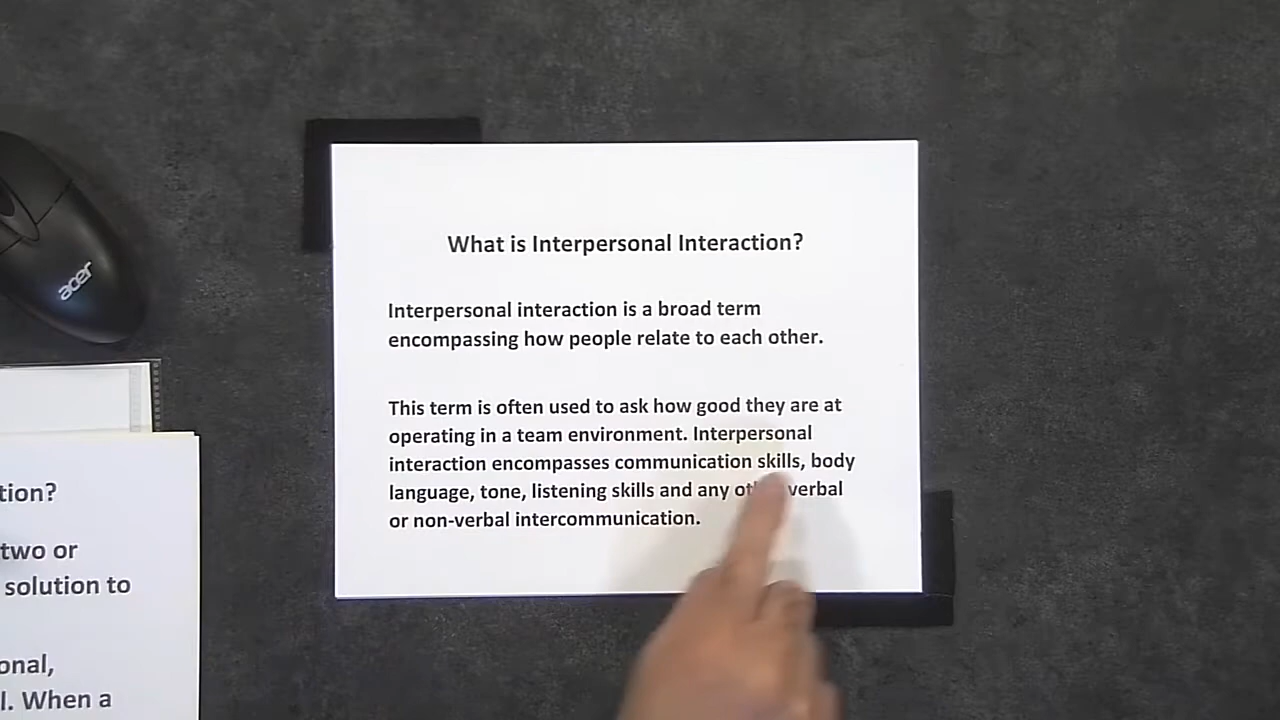 What is Interpersonal Interaction?
Interpersonal interaction is a broad term
encompassing how people relate to each other.
This term is often used to ask how good they are at
operating in a team environment. Interpersonal
interaction encompasses communication skills, body
language, tone, listening skills and any verbal
or non-verbal intercommunication.
acer
tion?
two or
solution to
onal,
l. When a